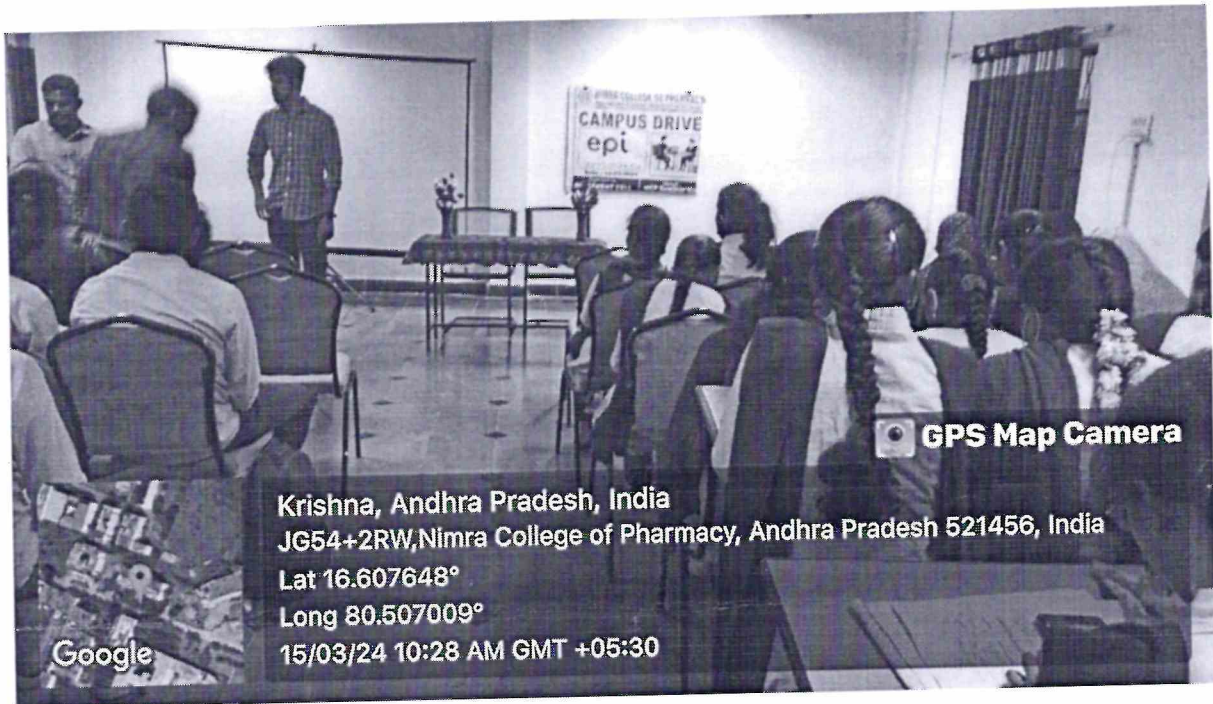 CAMPUS DRIVE
epi
GPS Map Camera
Krishna, Andhra Pradesh, India
JG54+2RW,Nimra College of Pharmacy, Andhra Pradesh 521456, India
Lat 16.607648°
Long 80.507009°
15/03/24 10:28 AM GMT +05:30
Google